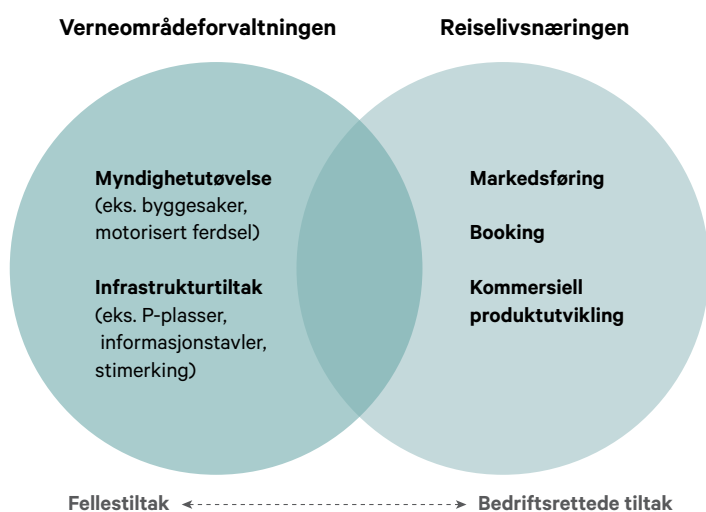 Verneområdeforvaltningen
Reiselivsnæringen
Myndighetutøvelse
(eks. byggesaker,
motorisert ferdsel)
Infrastrukturtiltak
(eks. P-plasser,
informasjonstavler,
stimerking)
Markedsføring
Booking
Kommersiell
produktutvikling
Fellestiltak
Bedriftsrettede tiltak